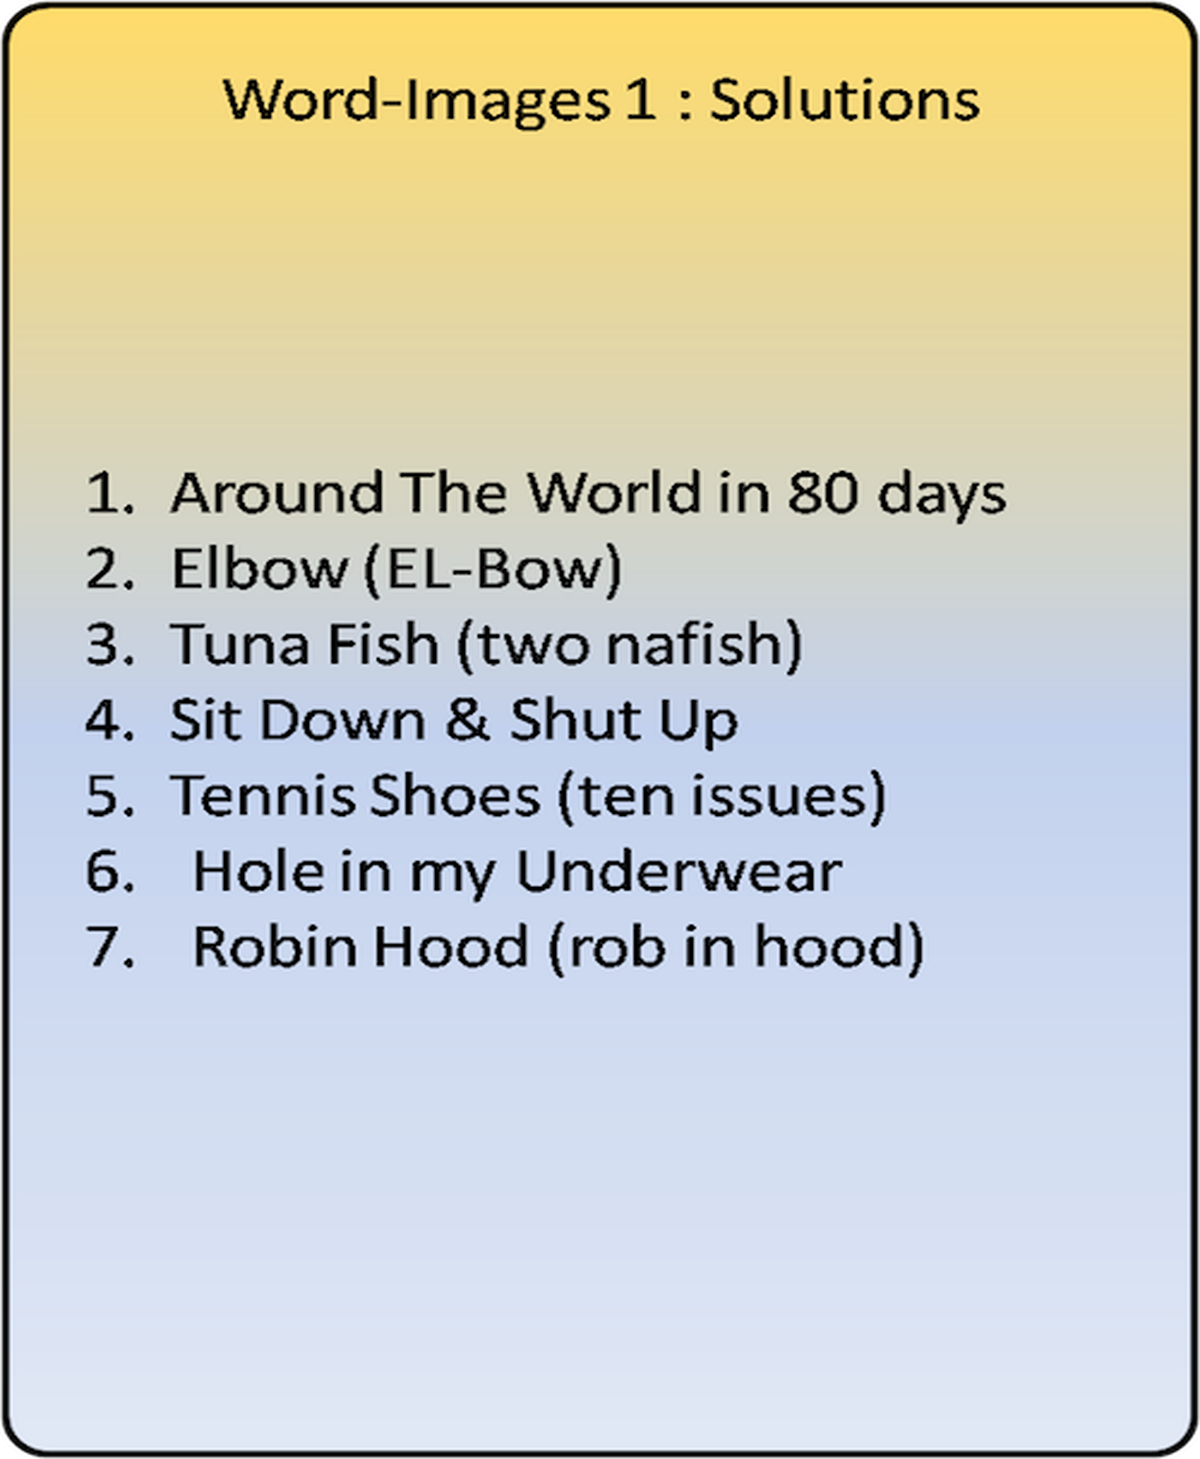 Word-Images 1 : Solutions
1. Around The World in 80 days
2. Elbow (EL-Bow)
3. Tuna Fish (two nafish)
4. Sit Down & Shut Up
5. Tennis Shoes (ten issues)
6. Hole in my Underwear
7. Robin Hood (rob in hood)